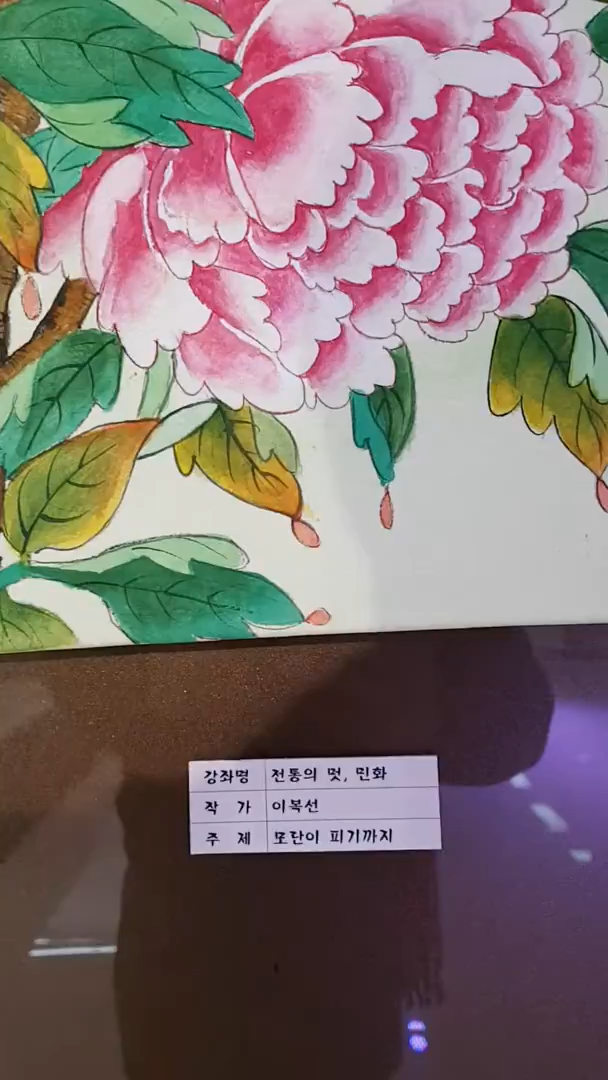 강좌명 전통의 멋, 민화
작 가 이복선
주 제 모란이 피기까지